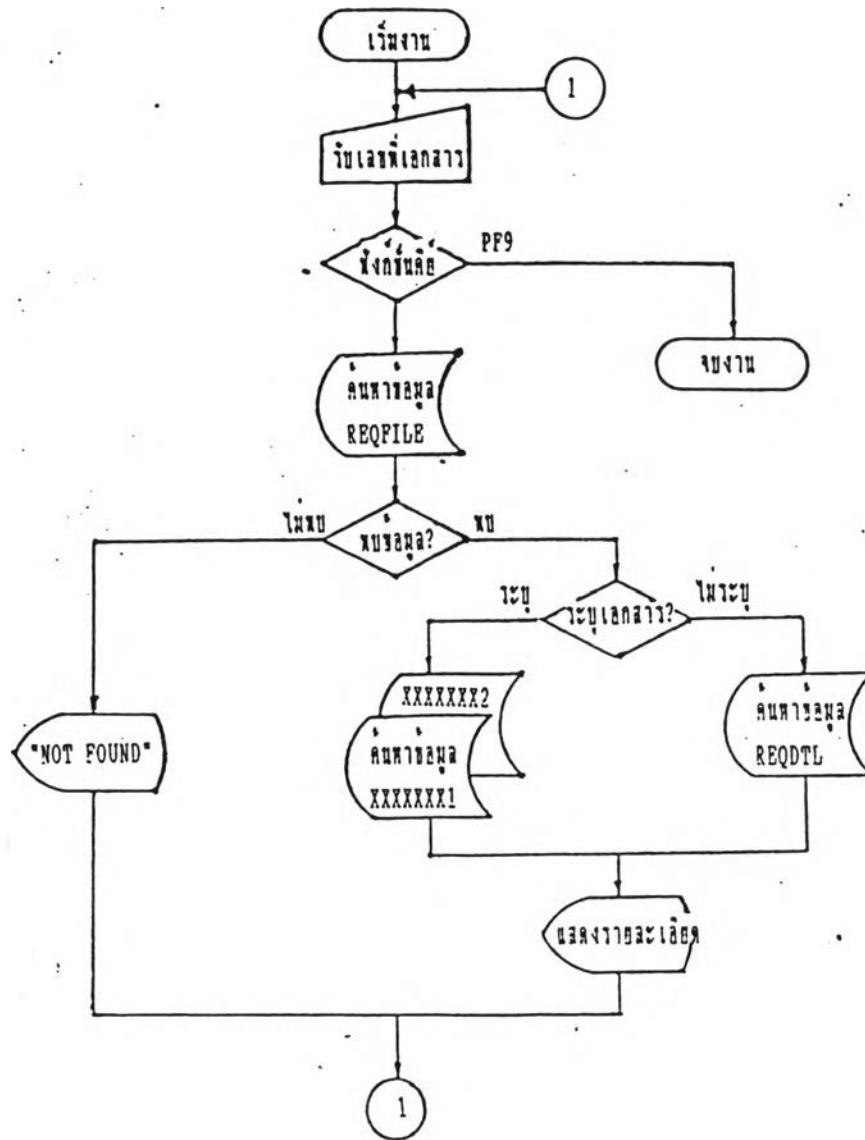 เริ่มงาน
1
รับเลขที่เอกสาร
ฟังก์ชันคีย์
PF9
จบงาน
ค้นหาข้อมูล
REQFILE
ไม่พบ
พบข้อมูล?
พบ
ระบุ
ระบุเอกสาร?
ไม่ระบุ
"NOT FOUND"
XXXXXXX2
ค้นหาข้อมูล
XXXXXXX1
ค้นหาข้อมูล
REQDTL
แสดงรายละเอียด
1